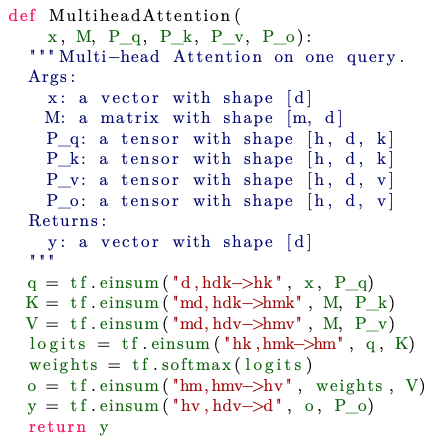 def MultiheadAttention(
x, M, P_q, P_k, P_v, P_o):
"""Multi-head Attention on one query.
Args:
x: a vector with shape [d]
M: a matrix with shape [m, d]
P_q: a tensor with shape [h, d, k]
P_k: a tensor with shape [h, d, k]
P_v: a tensor with shape [h, d, v]
P_o: a tensor with shape [h, d, v]
Returns:
y: a vector with shape [d]
"""
q = tf.einsum("d,hdk->hk", x, P_q)
K = tf.einsum("md,hdk->hmk", M, P_k)
V = tf.einsum("md,hdv->hmv", M, P_v)
logits = tf.einsum("hk,hmk->hm", q, K)
weights = tf.softmax(logits)
o = tf.einsum("hm,hmv->hv", weights, V)
y = tf.einsum("hv,hdv->d", o, P_o)
return y